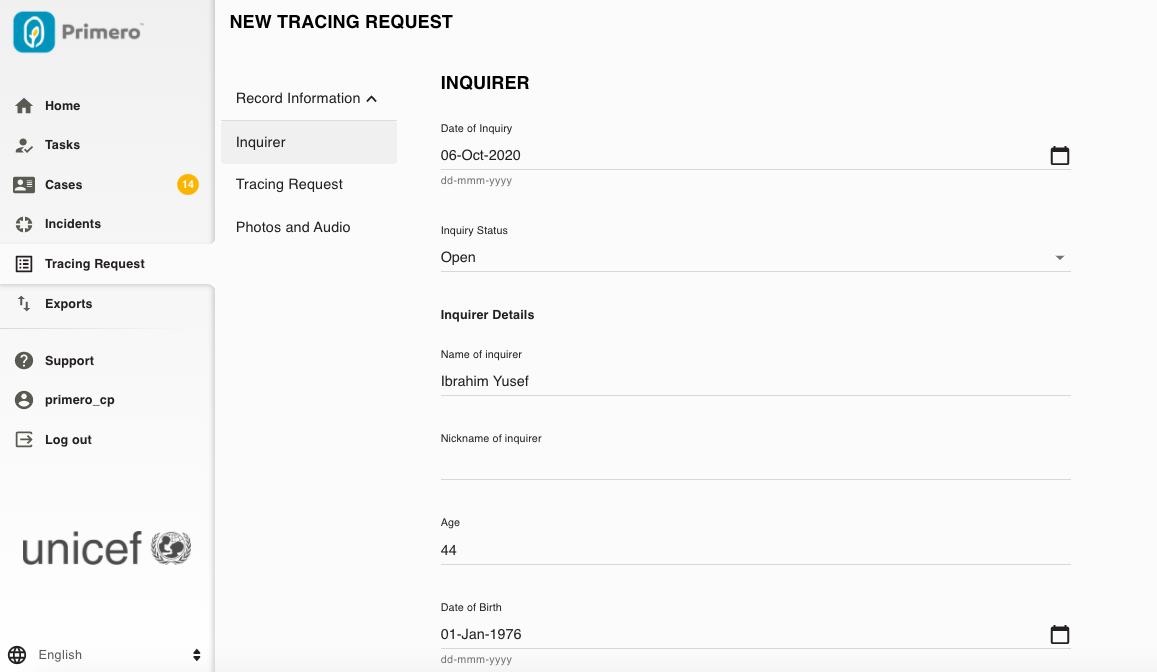 Primero™
Home
Tasks
Cases 14
Incidents
Tracing Request
Exports
Support
primero_cp
Log out
unicef
English
NEW TRACING REQUEST
Record Information
Inquirer
Tracing Request
Photos and Audio
INQUIRER
Date of Inquiry
06-Oct-2020
dd-mmm-yyyy
Inquiry Status
Open
Inquirer Details
Name of inquirer
Ibrahim Yusef
Nickname of inquirer
Age
44
Date of Birth
01-Jan-1976
dd-mmm-yyyy